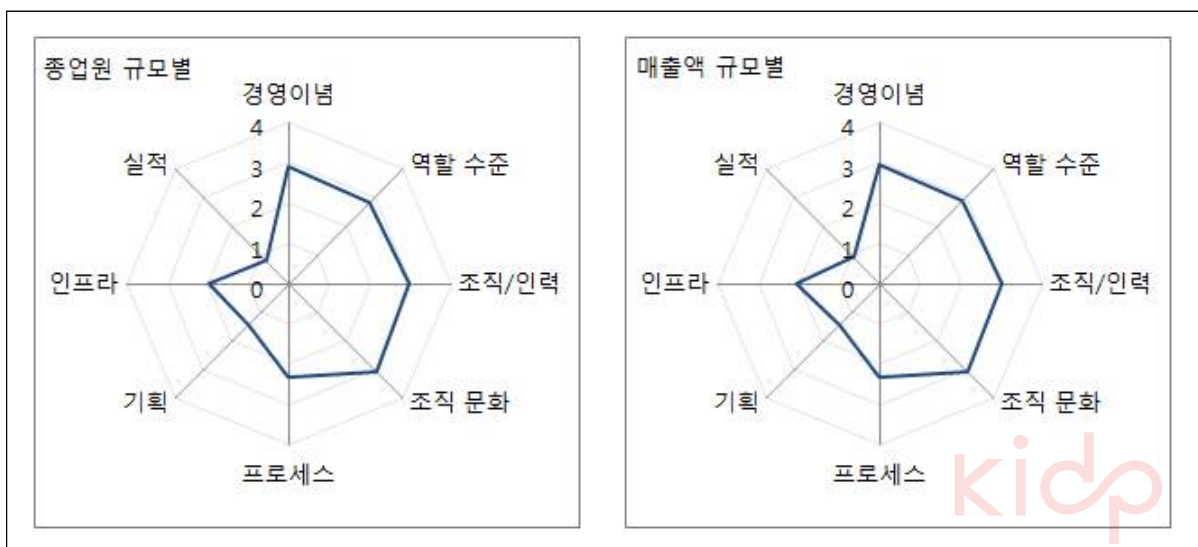 종업원 규모별
경영이념
4
실적
3
역할 수준
2
1
인프라
0
조직/인력
기획
조직 문화
프로세스
매출액 규모별
경영이념
4
실적
3
역할 수준
2
1
인프라
0
조직/인력
기획
조직 문화
프로세스
kidp